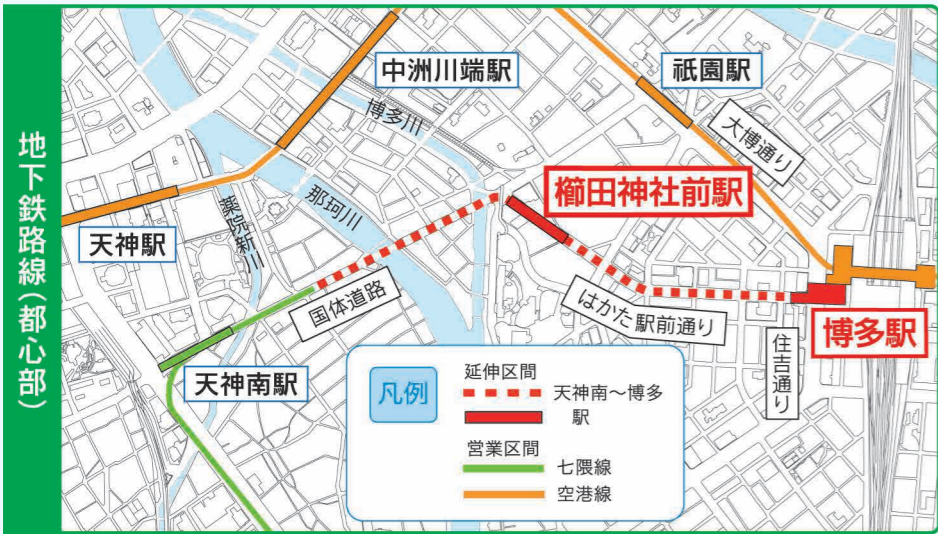 地下鉄路線(都心部)
中洲川端駅
祇園駅
博多川
大博通り
櫛田神社前駅
那珂川
薬院新川
天神駅
国体道路
はかた駅前通り
博多駅
住吉通り
天神南駅
凡例
延伸区間
天神南～博多
駅
営業区間
七隈線
空港線